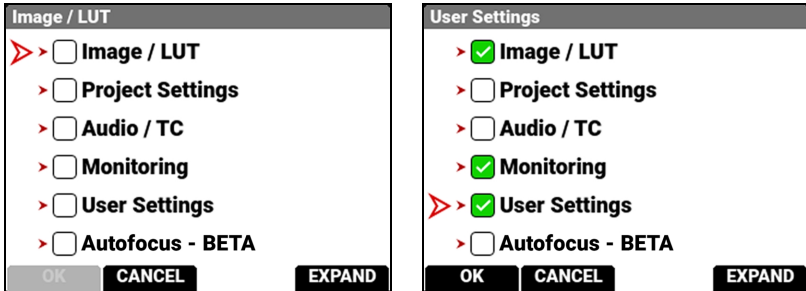 Image / LUT
Image / LUT
Project Settings
Audio / TC
Monitoring
User Settings
Autofocus - BETA
OK CANCEL EXPAND
User Settings
Image / LUT
Project Settings
Audio / TC
Monitoring
User Settings
Autofocus - BETA
OK CANCEL EXPAND